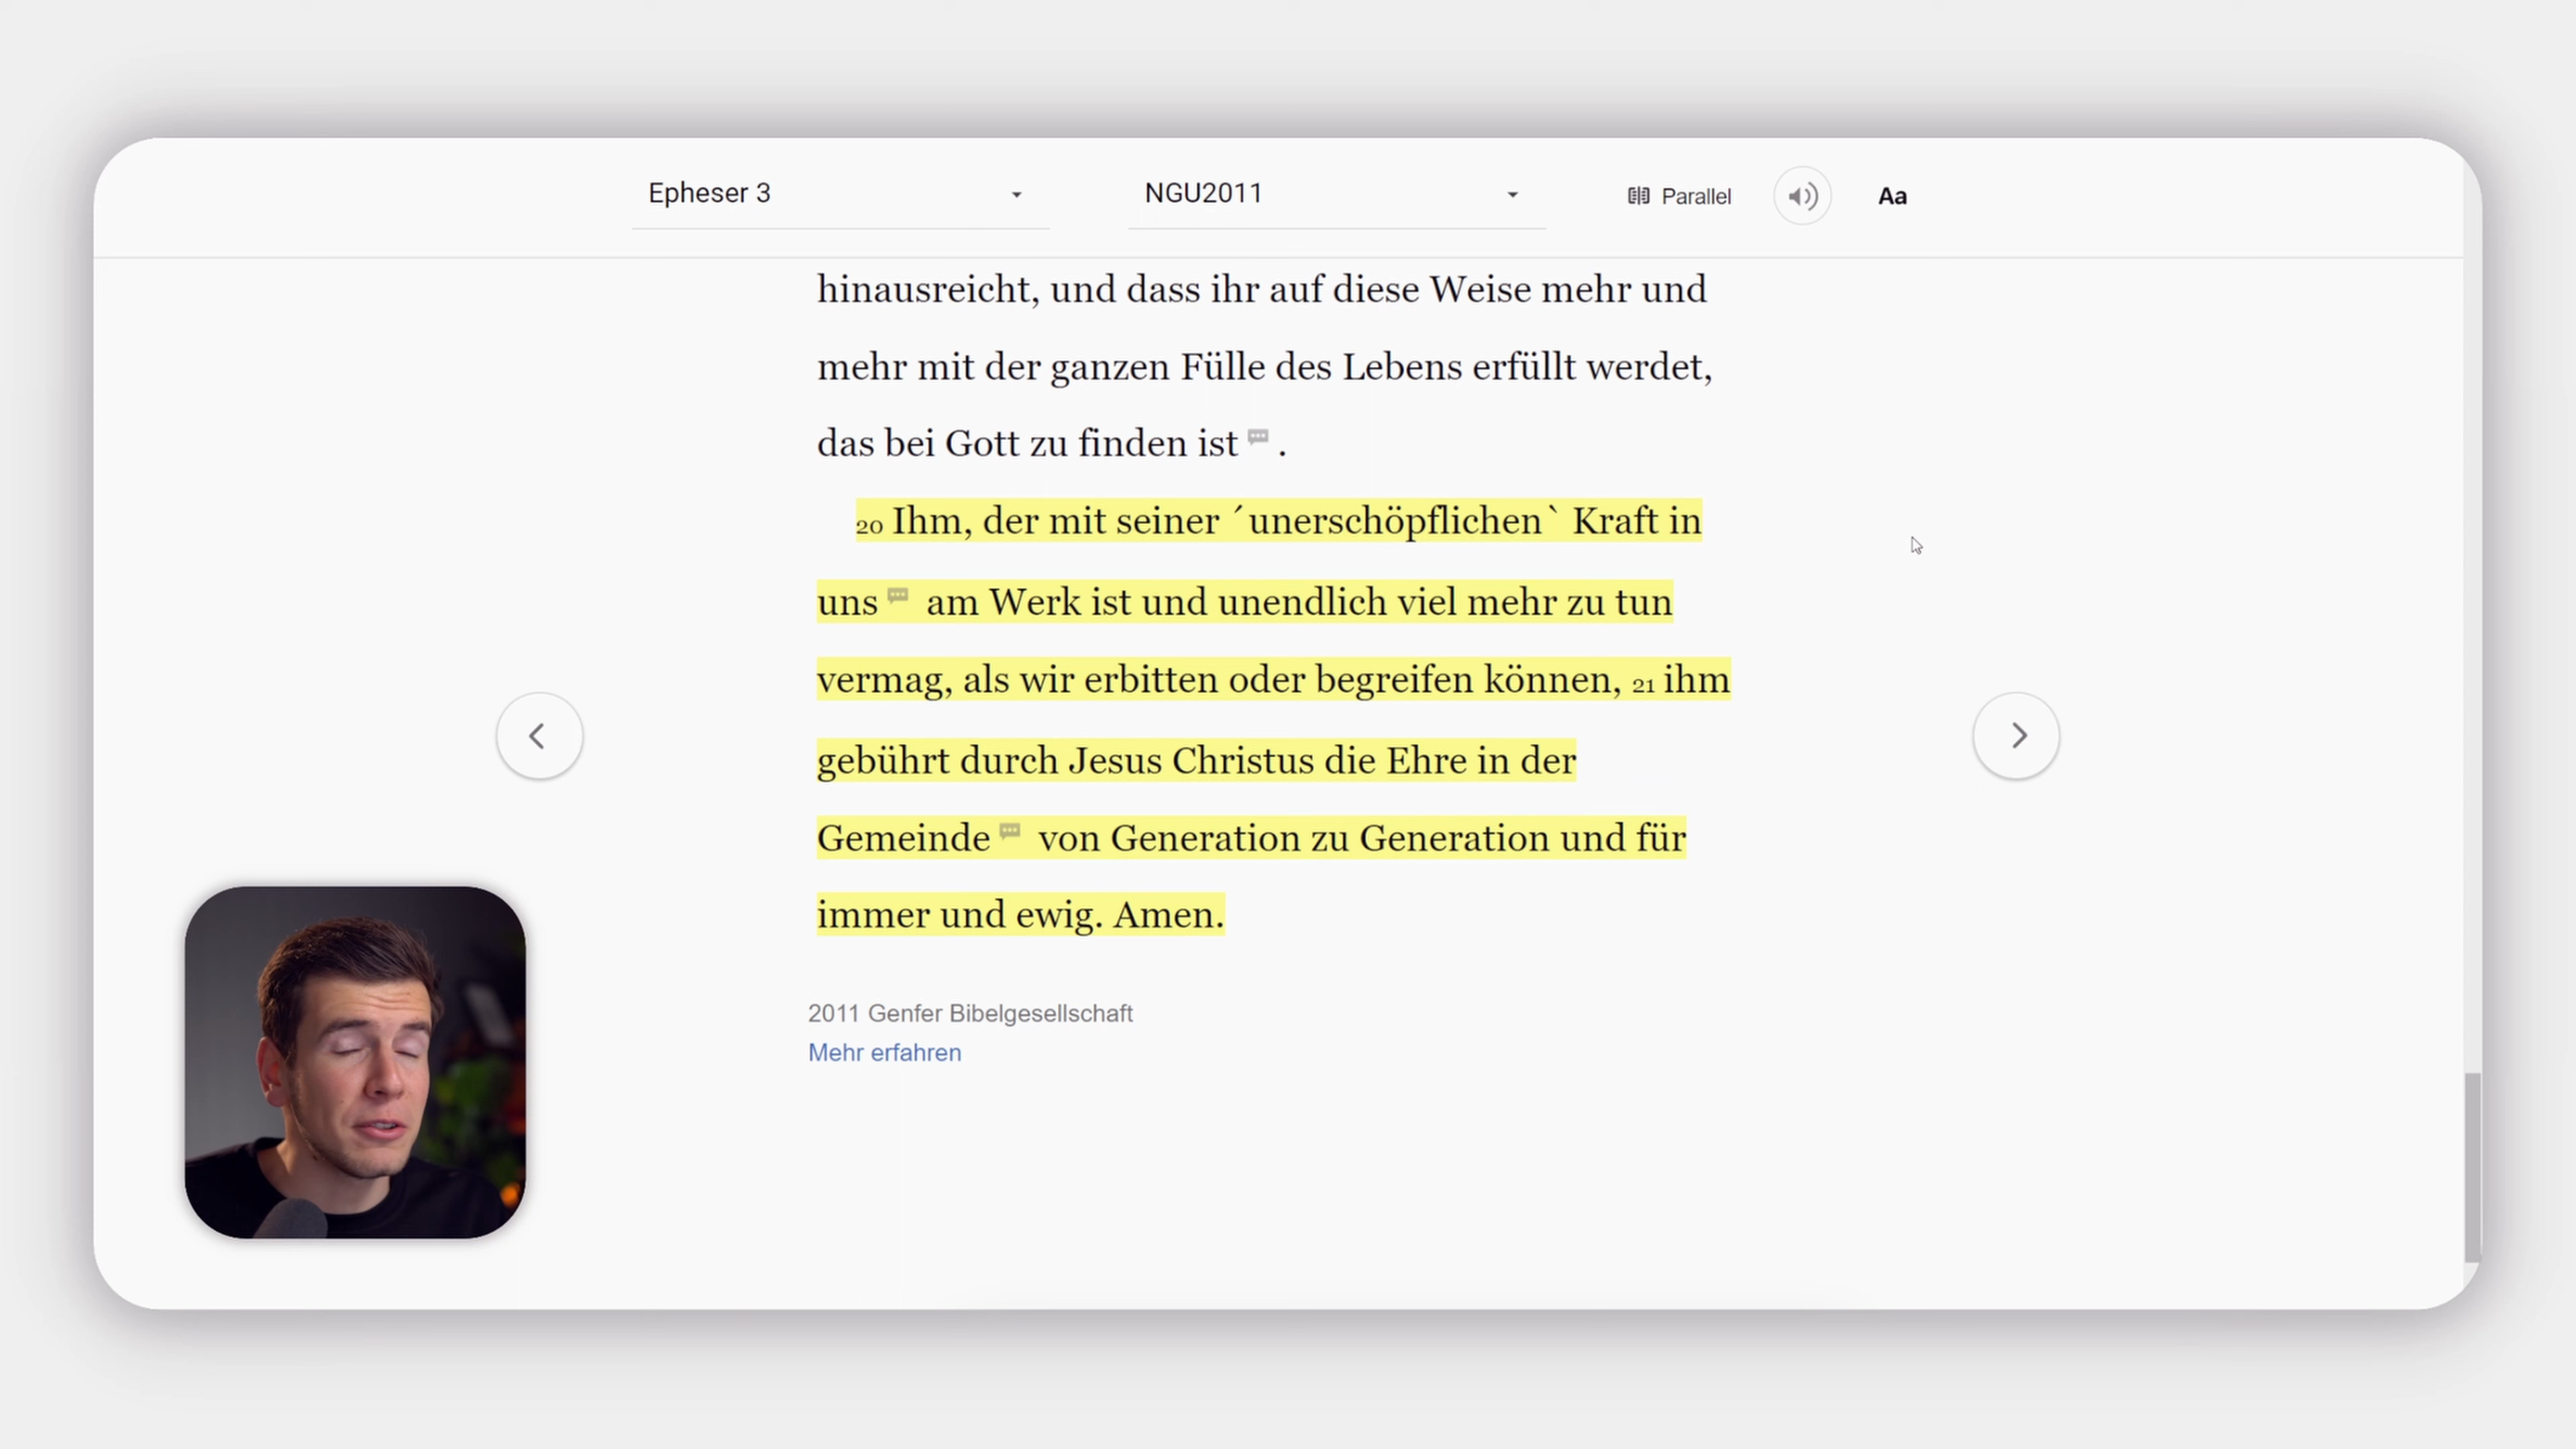 Epheser 3
NGU2011
Parallel
Aa
hinausreicht, und dass ihr auf diese Weise mehr und
mehr mit der ganzen Fülle des Lebens erfüllt werdet,
das bei Gott zu finden ist .
20 Ihm, der mit seiner ´unerschöpflichen` Kraft in
uns am Werk ist und unendlich viel mehr zu tun
vermag, als wir erbitten oder begreifen können, 21 ihm
gebührt durch Jesus Christus die Ehre in der
Gemeinde von Generation zu Generation und für
immer und ewig. Amen.
2011 Genfer Bibelgesellschaft
Mehr erfahren